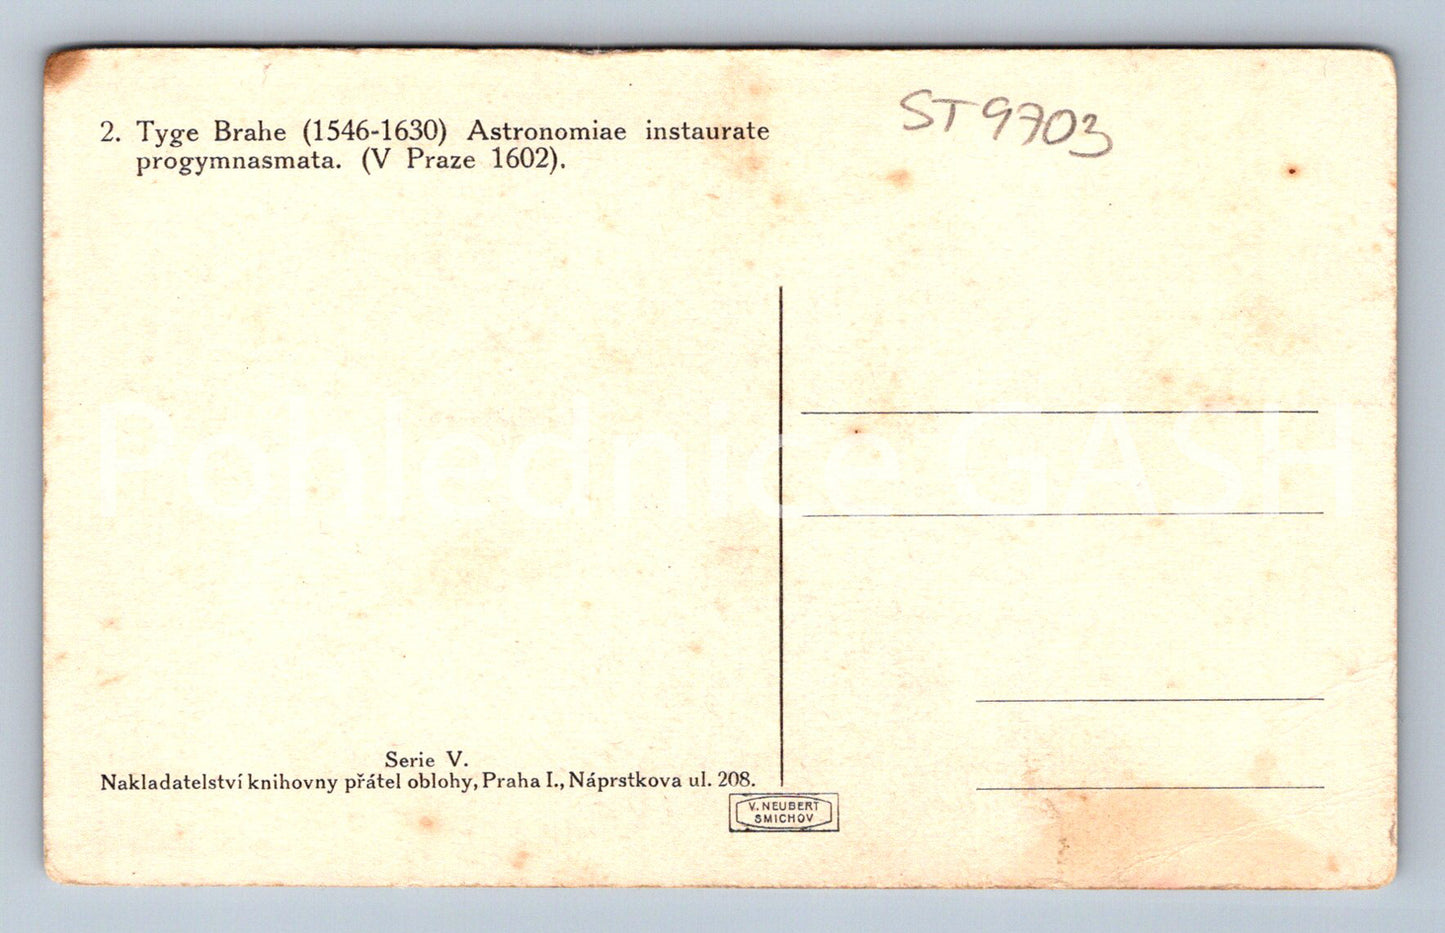 2. Tyge Brahe (1546-1630) Astronomiae instaurate
progymnasmata. (V Praze 1602).
ST9703
Pohlednice GASH
Serie V.
Nakladatelství knihovny přátel oblohy, Praha I., Náprstkova ul. 208.
V. NEUBERT
SMICHOV